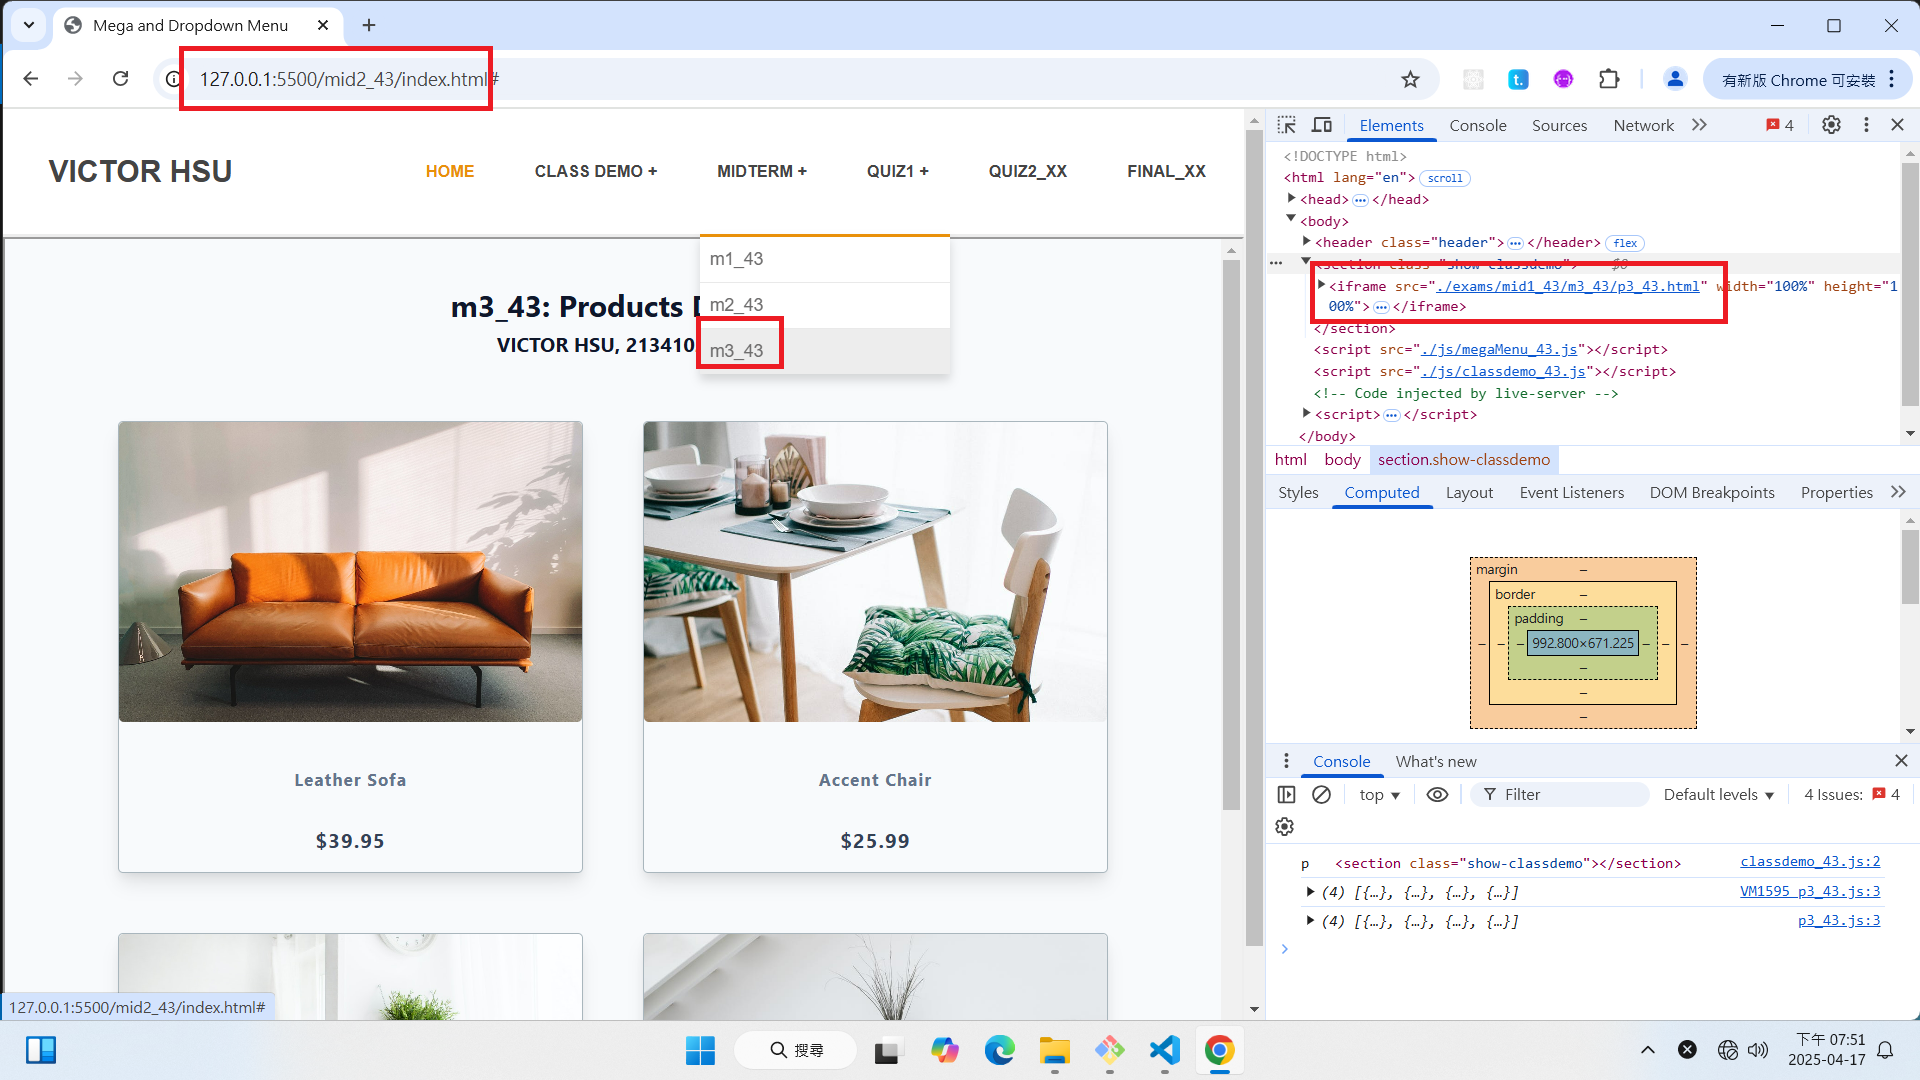 Mega and Dropdown Menu
127.0.0.1:5500/mid2_43/index.html#
有新版 Chrome 可安裝
VICTOR HSU
HOME
CLASS DEMO +
MIDTERM +
QUIZ1 +
QUIZ2_XX
FINAL_XX
m1_43
m2_43
m3_43
m3_43: Products
VICTOR HSU, 213410
Leather Sofa
$39.95
Accent Chair
$25.99
127.0.0.1:5500/mid2_43/index.html#
Elements
Console
Sources
Network
4
<!DOCTYPE html>
<html lang="en"> scroll
<head> ••• </head>
<body>
<header class="header"> ••• </header> flex
<section class="show-classdemo"> == $0
<iframe src="./exams/mid1_43/m3_43/p3_43.html" width="100%" height="1
00%"> ••• </iframe>
</section>
<script src="./js/megaMenu_43.js"></script>
<script src="./js/classdemo_43.js"></script>
<!-- Code injected by live-server -->
<script> ••• </script>
</body>
html body section.show-classdemo
Styles
Computed
Layout
Event Listeners
DOM Breakpoints
Properties
margin
border
padding
992.800×671.225
Console
What's new
top
Filter
Default levels
4 Issues: 4
p <section class="show-classdemo"></section> classdemo_43.js:2
(4) [{…}, {…}, {…}, {…}] VM1595 p3_43.js:3
(4) [{…}, {…}, {…}, {…}] p3_43.js:3
搜尋
下午 07:51
2025-04-17